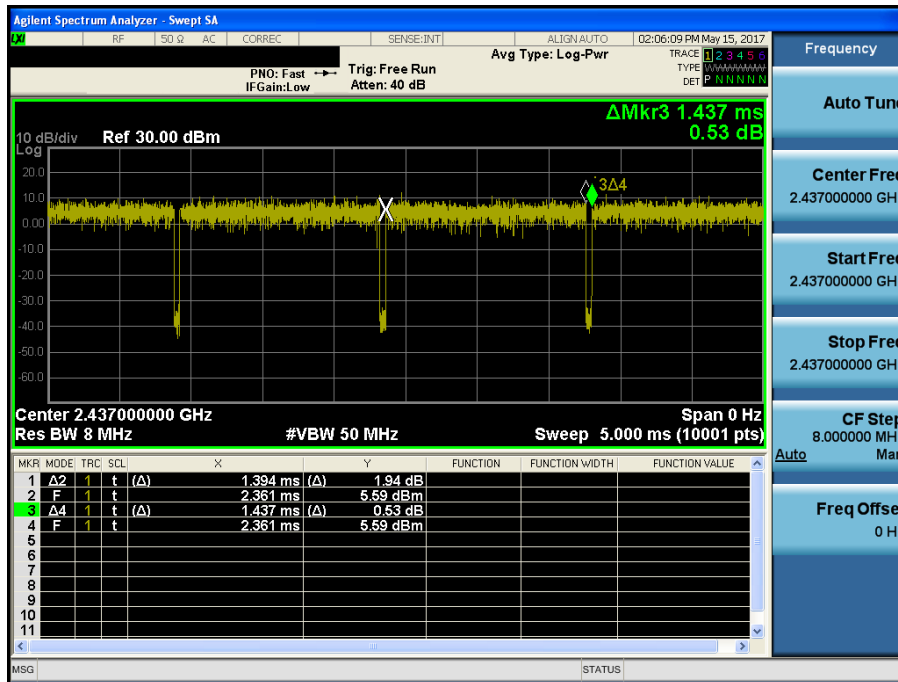 Agilent Spectrum Analyzer - Swept SA
LXI RF 50 Ω AC CORREC SENSE:INT ALIGN AUTO 02:06:09 PM May 15, 2017
Avg Type: Log-Pwr TRACE 1 2 3 4 5 6
PNO: Fast Trig: Free Run TYPE WWWWWW
IFGain:Low Atten: 40 dB DET P N N N N N
ΔMkr3 1.437 ms
0.53 dB
10 dB/div Ref 30.00 dBm
Log
20.0
10.0
0.00
-10.0
-20.0
-30.0
-40.0
-50.0
-60.0
X
3Δ4
Center 2.437000000 GHz Span 0 Hz
Res BW 8 MHz #VBW 50 MHz Sweep 5.000 ms (10001 pts)
MKR MODE TRC SCL X Y FUNCTION FUNCTION WIDTH FUNCTION VALUE
1 Δ2 1 t (Δ) 1.394 ms (Δ) 1.94 dB
2 F 1 t 2.361 ms 5.59 dBm
3 Δ4 1 t (Δ) 1.437 ms (Δ) 0.53 dB
4 F 1 t 2.361 ms 5.59 dBm
5
6
7
8
9
10
11
MSG STATUS
Frequency
Auto Tune
Center Freq
2.437000000 GH
Start Freq
2.437000000 GH
Stop Freq
2.437000000 GH
CF Step
8.000000 MH
Auto Man
Freq Offse
0 H